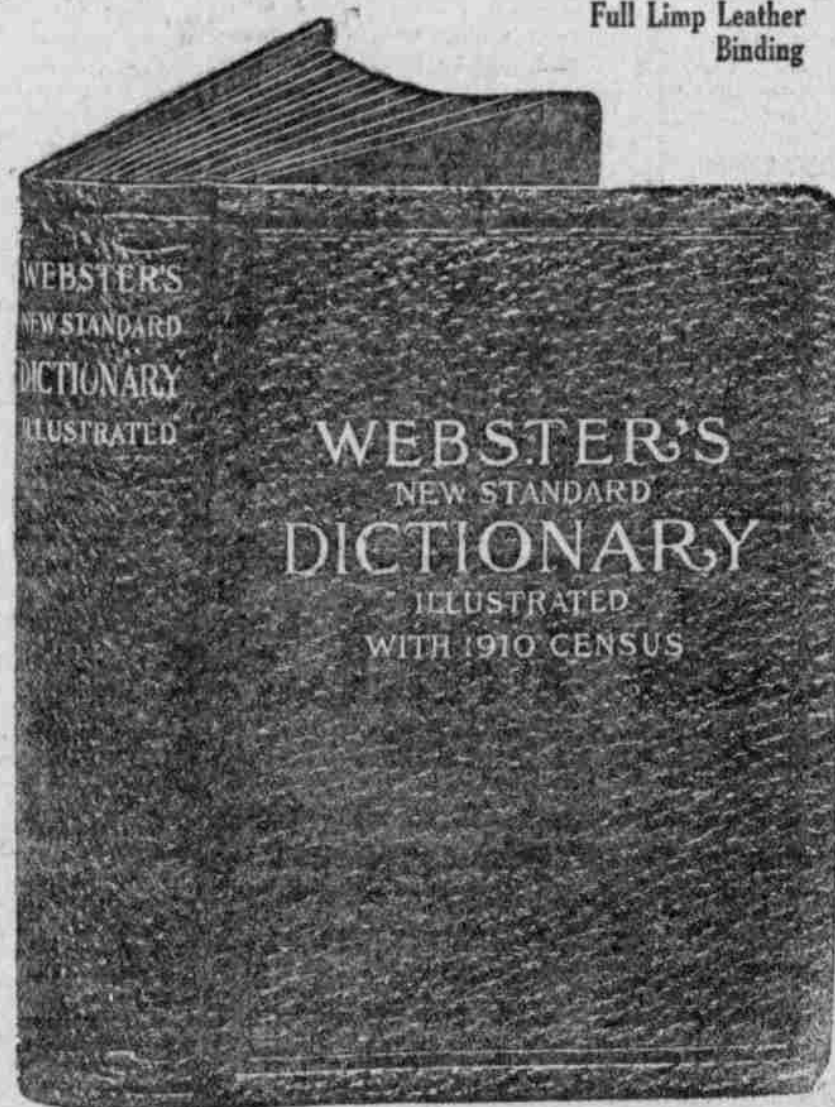 Full Limp Leather
Binding
WEBSTER'S
NEW STANDARD
DICTIONARY
ILLUSTRATED
WEBSTER'S
NEW STANDARD
DICTIONARY
ILLUSTRATED
WITH 1910 CENSUS